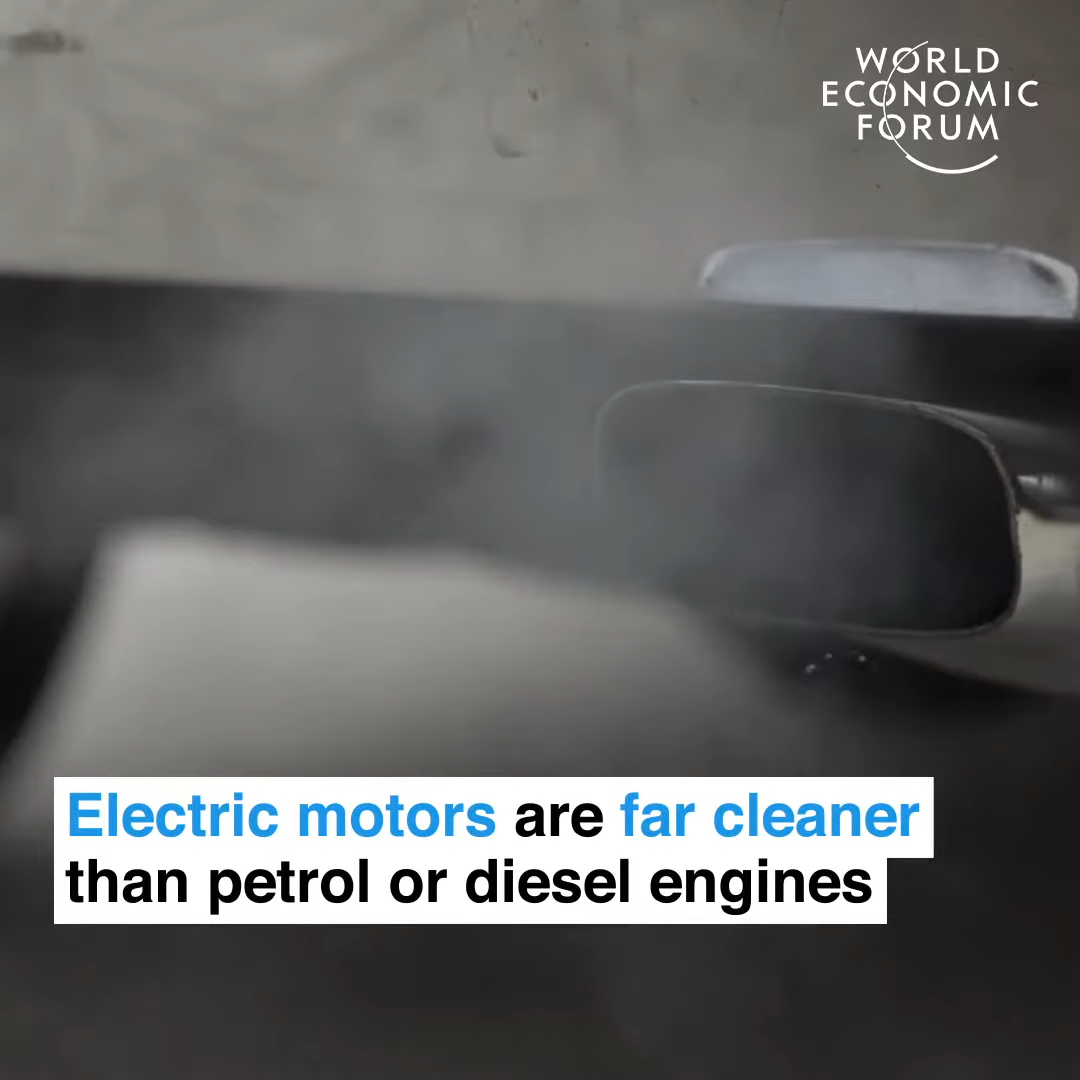 WORLD
ECONOMIC
FORUM
Electric motors are far cleaner
than petrol or diesel engines